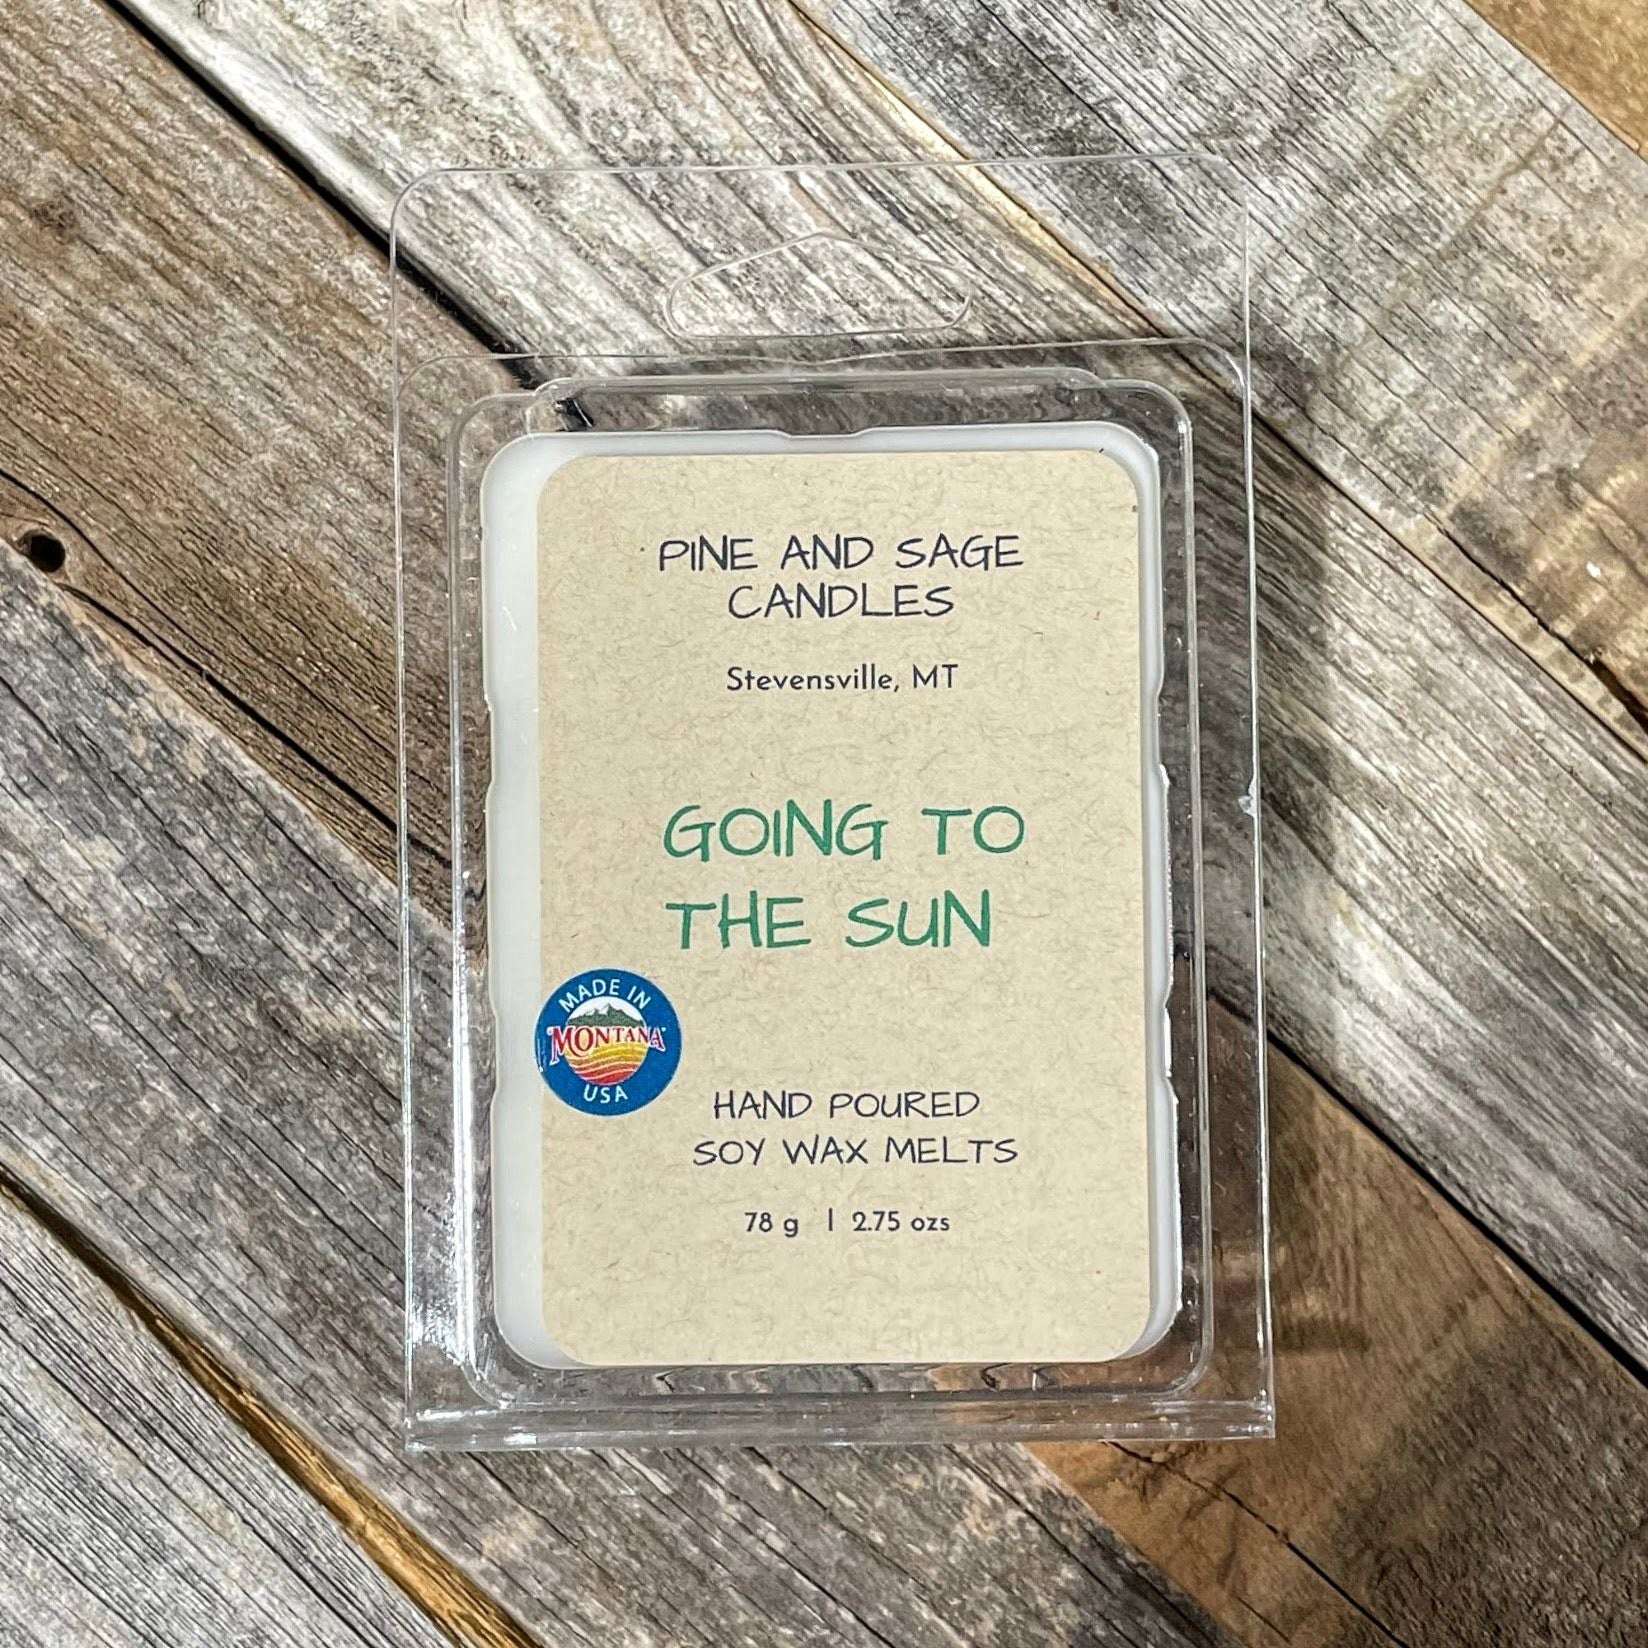 PINE AND SAGE
CANDLES
Stevensville, MT
GOING TO
THE SUN
MADE IN
MONTANA
USA
HAND POURED
SOY WAX MELTS
78 g | 2.75 ozs